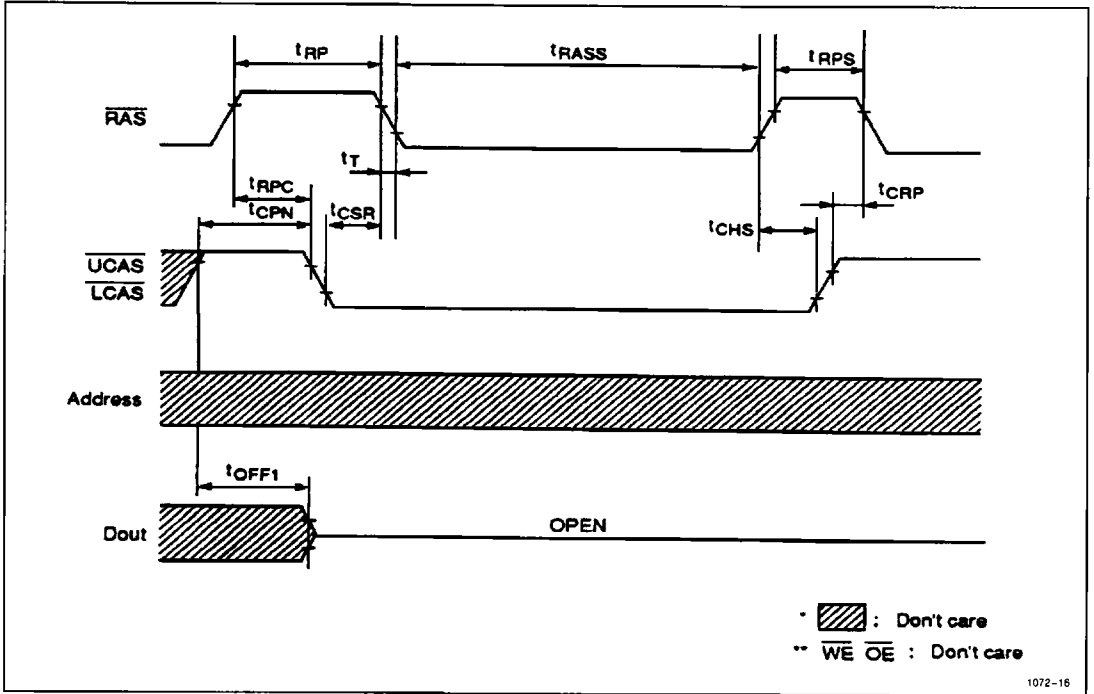 tRP
tRASS
tRPS
RAS
tT
tRPC
tCRP
tCPN
tCSR
tCHS
UCAS
LCAS
Address
tOFF1
Dout
OPEN
* : Don't care
** WE OE : Don't care
1072-16